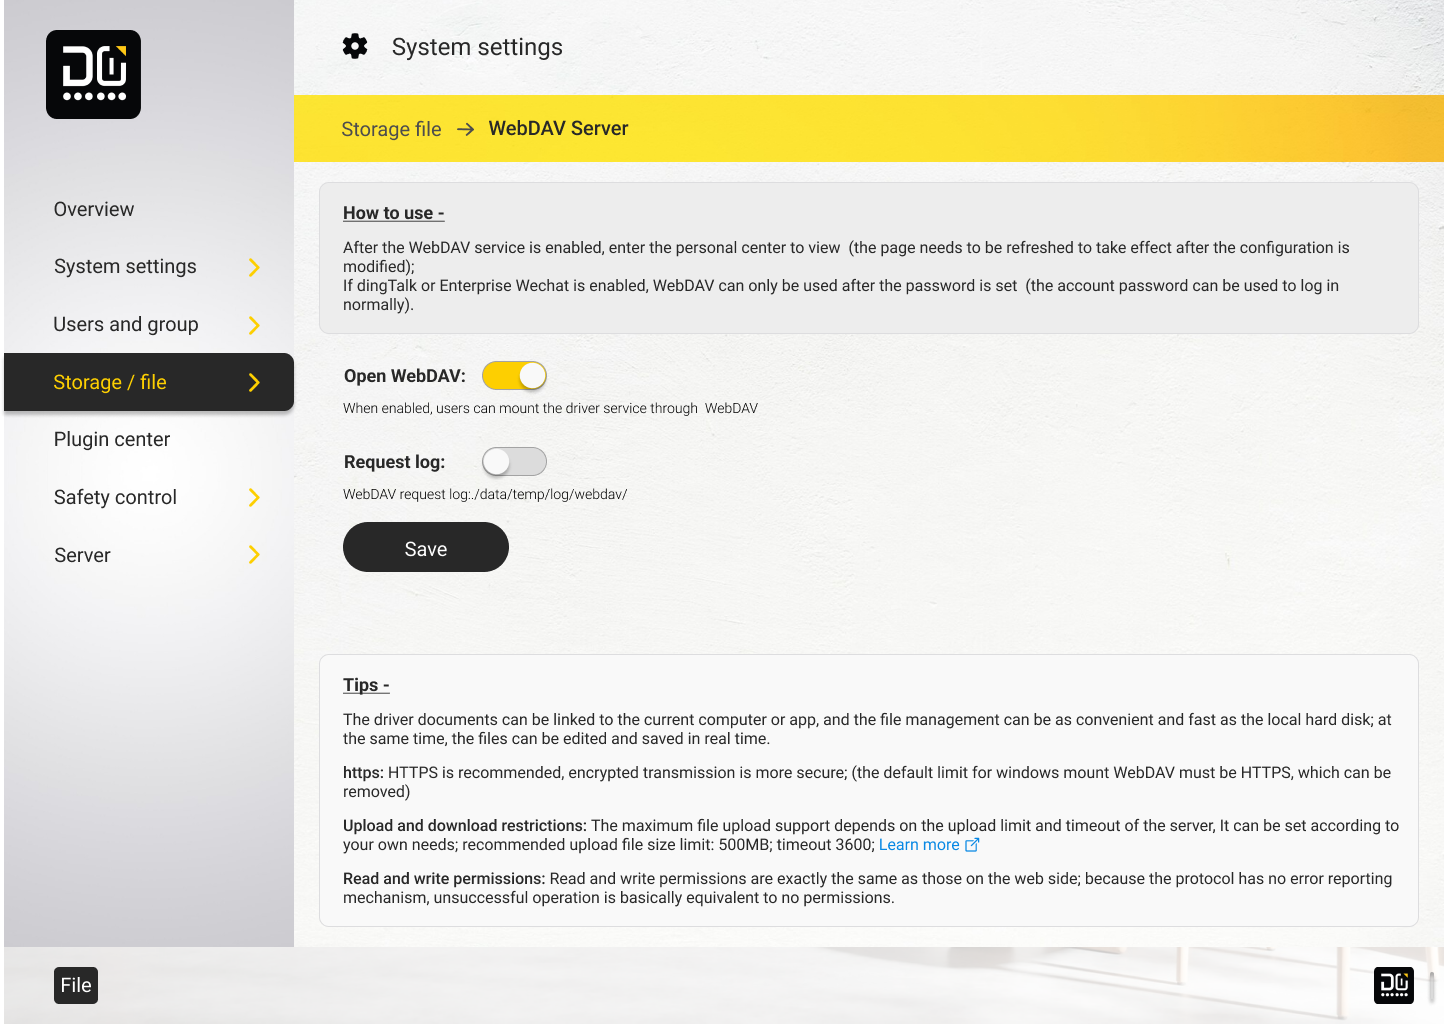 System settings
Storage file → WebDAV Server
Overview
System settings
Users and group
Storage / file
Plugin center
Safety control
Server
How to use -
After the WebDAV service is enabled, enter the personal center to view (the page needs to be refreshed to take effect after the configuration is
modified);
If dingTalk or Enterprise Wechat is enabled, WebDAV can only be used after the password is set (the account password can be used to log in
normally).
Open WebDAV:
When enabled, users can mount the driver service through WebDAV
Request log:
WebDAV request log:./data/temp/log/webdav/
Save
Tips -
The driver documents can be linked to the current computer or app, and the file management can be as convenient and fast as the local hard disk; at
the same time, the files can be edited and saved in real time.
https: HTTPS is recommended, encrypted transmission is more secure; (the default limit for windows mount WebDAV must be HTTPS, which can be
removed)
Upload and download restrictions: The maximum file upload support depends on the upload limit and timeout of the server, It can be set according to
your own needs; recommended upload file size limit: 500MB; timeout 3600; Learn more
Read and write permissions: Read and write permissions are exactly the same as those on the web side; because the protocol has no error reporting
mechanism, unsuccessful operation is basically equivalent to no permissions.
File